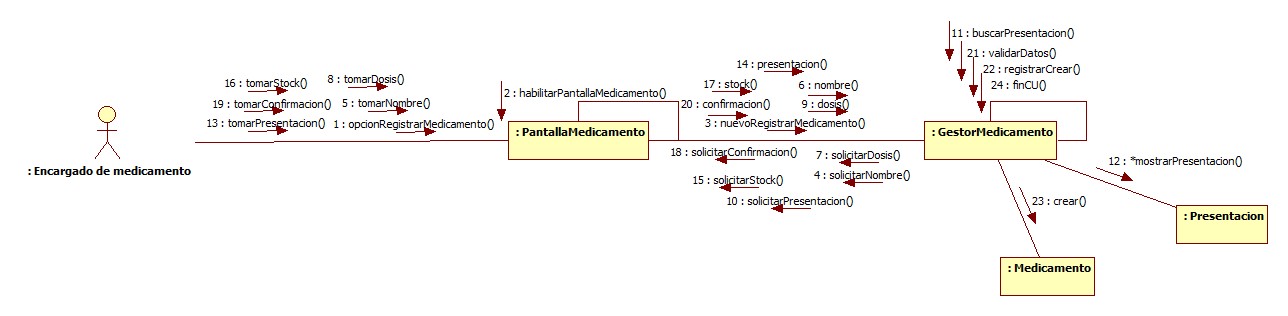 11 : buscarPresentacion()
21 : validarDatos()
22 : registrarCrear()
24 : finCU()
14 : presentacion()
16 : tomarStock()
8 : tomarDosis()
17 : stock()
6 : nombre()
2 : habilitarPantallaMedicamento()
19 : tomarConfirmacion()
5 : tomarNombre()
20 : confirmacion()
9 : dosis()
13 : tomarPresentacion()
1 : opcionRegistrarMedicamento()
3 : nuevoRegistrarMedicamento()
: PantallaMedicamento
: GestorMedicamento
18 : solicitarConfirmacion()
7 : solicitarDosis()
12 : *mostrarPresentacion()
: Encargado de medicamento
15 : solicitarStock()
4 : solicitarNombre()
10 : solicitarPresentacion()
23 : crear()
: Presentacion
: Medicamento